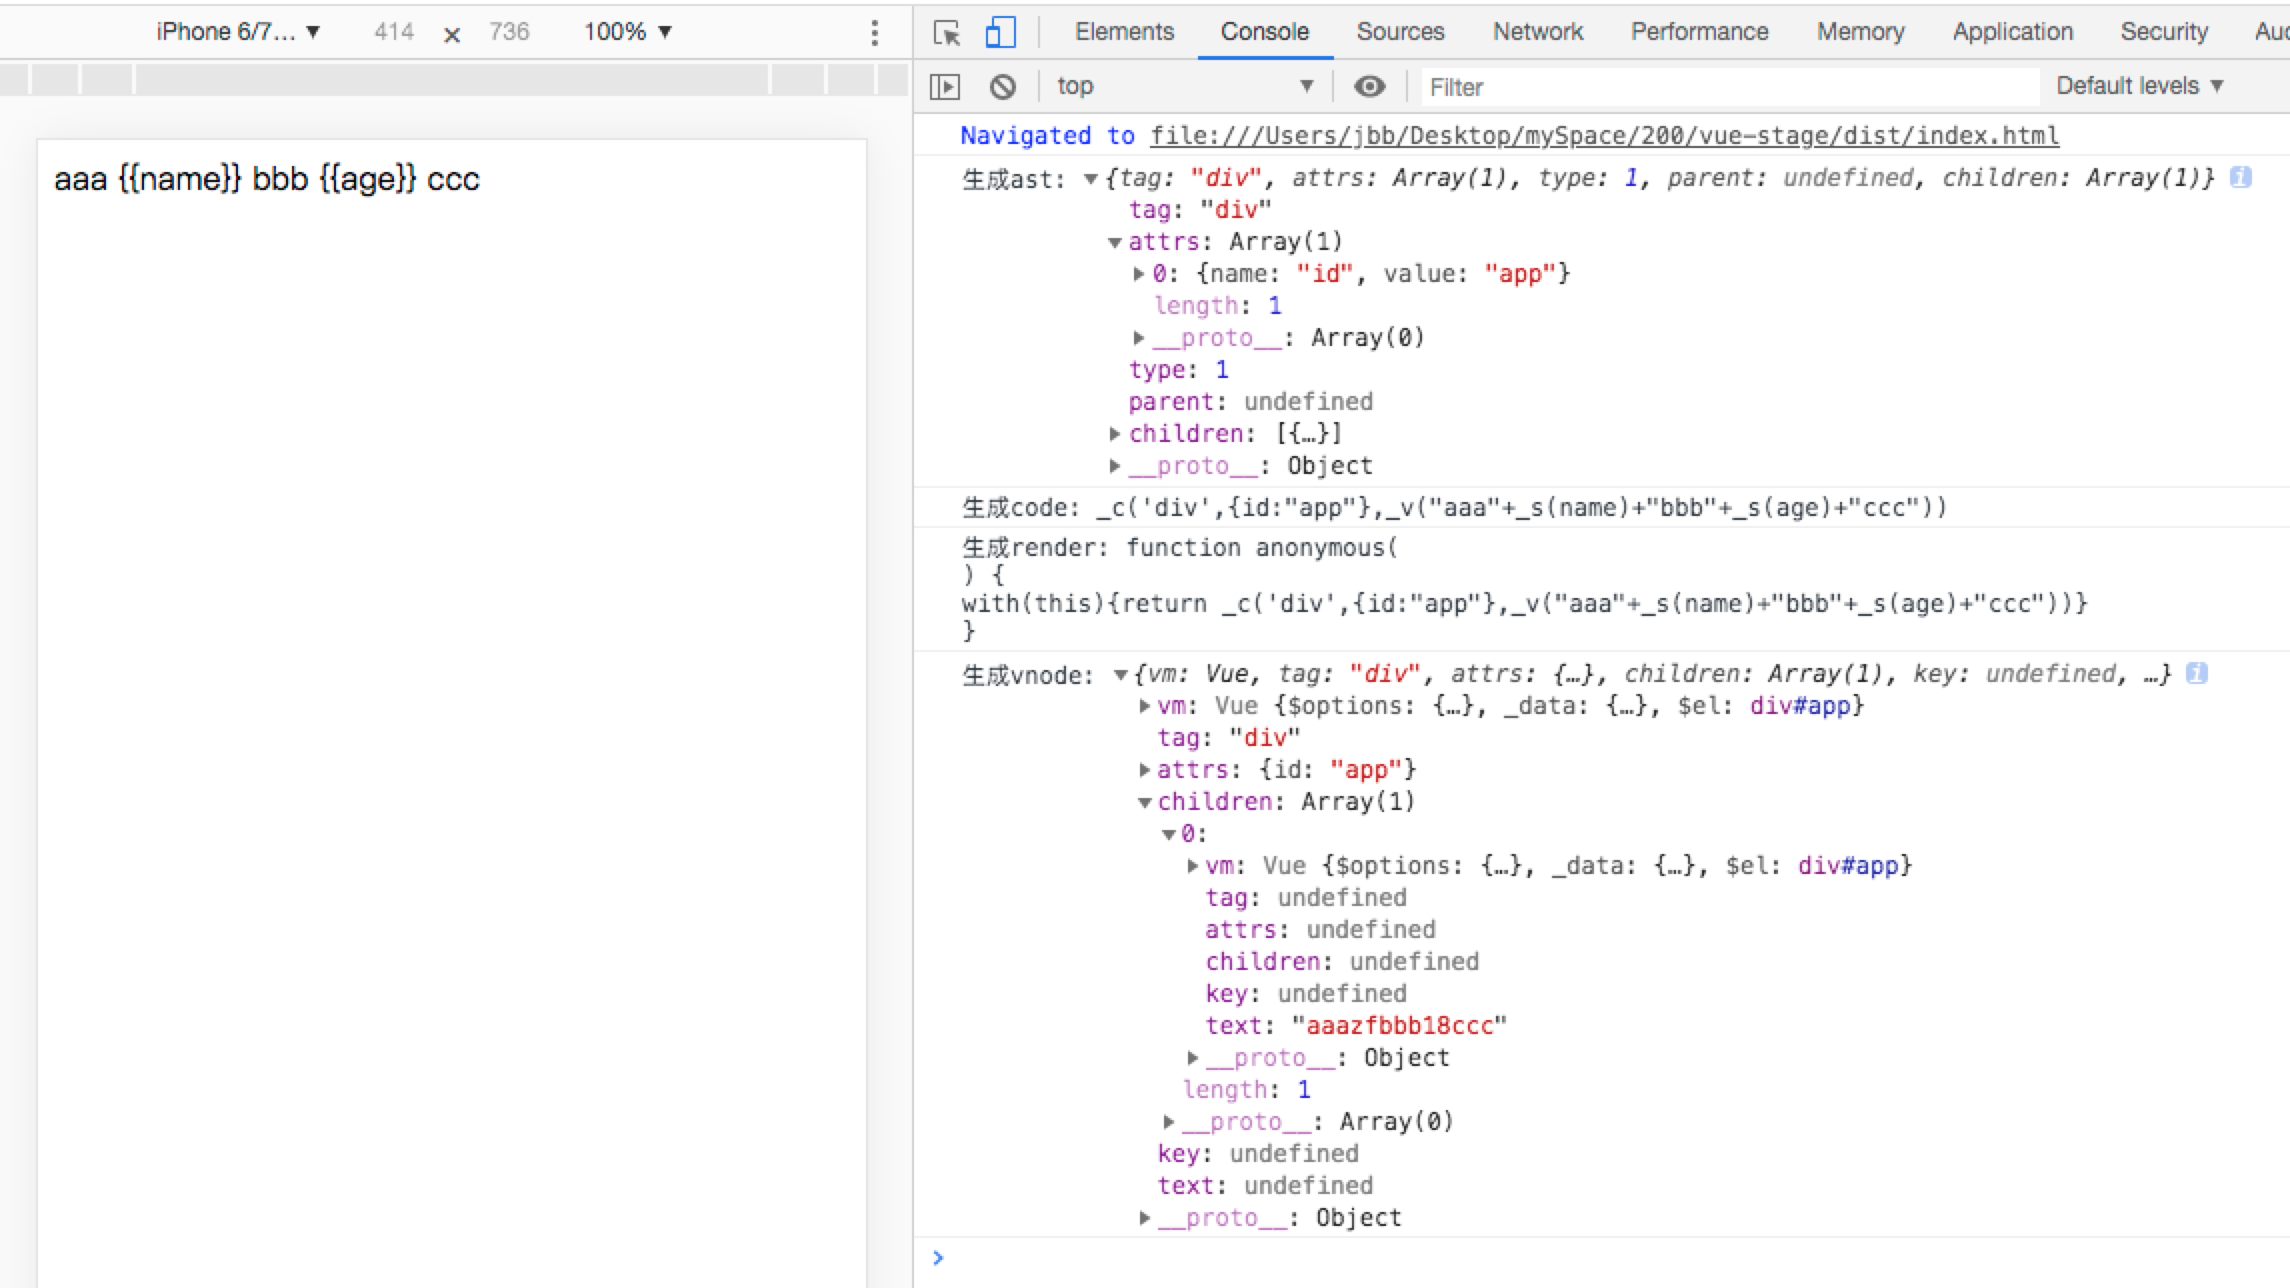 iPhone 6/7... ▼ 414 × 736 100% ▼
aaa {{name}} bbb {{age}} ccc
Elements Console Sources Network Performance Memory Application Security Auc
top ▼ Filter Default levels ▼
Navigated to file:///Users/jbb/Desktop/mySpace/200/vue-stage/dist/index.html
生成ast: ▼{tag: "div", attrs: Array(1), type: 1, parent: undefined, children: Array(1)} i
tag: "div"
▼attrs: Array(1)
▶0: {name: "id", value: "app"}
length: 1
▶__proto__: Array(0)
type: 1
parent: undefined
▶children: [{…}]
▶__proto__: Object
生成code: _c('div',{id:"app"},_v("aaa"+_s(name)+"bbb"+_s(age)+"ccc"))
生成render: function anonymous(
) {
with(this){return _c('div',{id:"app"},_v("aaa"+_s(name)+"bbb"+_s(age)+"ccc"))}
}
生成vnode: ▼{vm: Vue, tag: "div", attrs: {…}, children: Array(1), key: undefined, …} i
▶vm: Vue {$options: {…}, _data: {…}, $el: div#app}
tag: "div"
▶attrs: {id: "app"}
▼children: Array(1)
▼0:
▶vm: Vue {$options: {…}, _data: {…}, $el: div#app}
tag: undefined
attrs: undefined
children: undefined
key: undefined
text: "aaazfbbb18ccc"
▶__proto__: Object
length: 1
▶__proto__: Array(0)
key: undefined
text: undefined
▶__proto__: Object
>